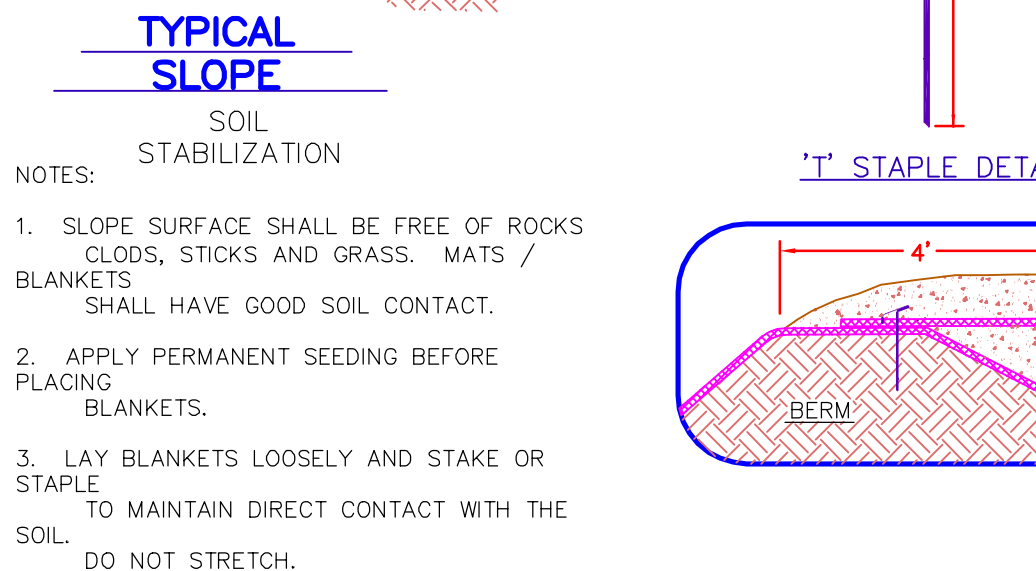 TYPICAL
SLOPE
SOIL
STABILIZATION
NOTES:
1. SLOPE SURFACE SHALL BE FREE OF ROCKS
CLODS, STICKS AND GRASS. MATS /
BLANKETS
SHALL HAVE GOOD SOIL CONTACT.
2. APPLY PERMANENT SEEDING BEFORE
PLACING
BLANKETS.
3. LAY BLANKETS LOOSELY AND STAKE OR
STAPLE
TO MAINTAIN DIRECT CONTACT WITH THE
SOIL.
DO NOT STRETCH.
'T' STAPLE
4'
BERM